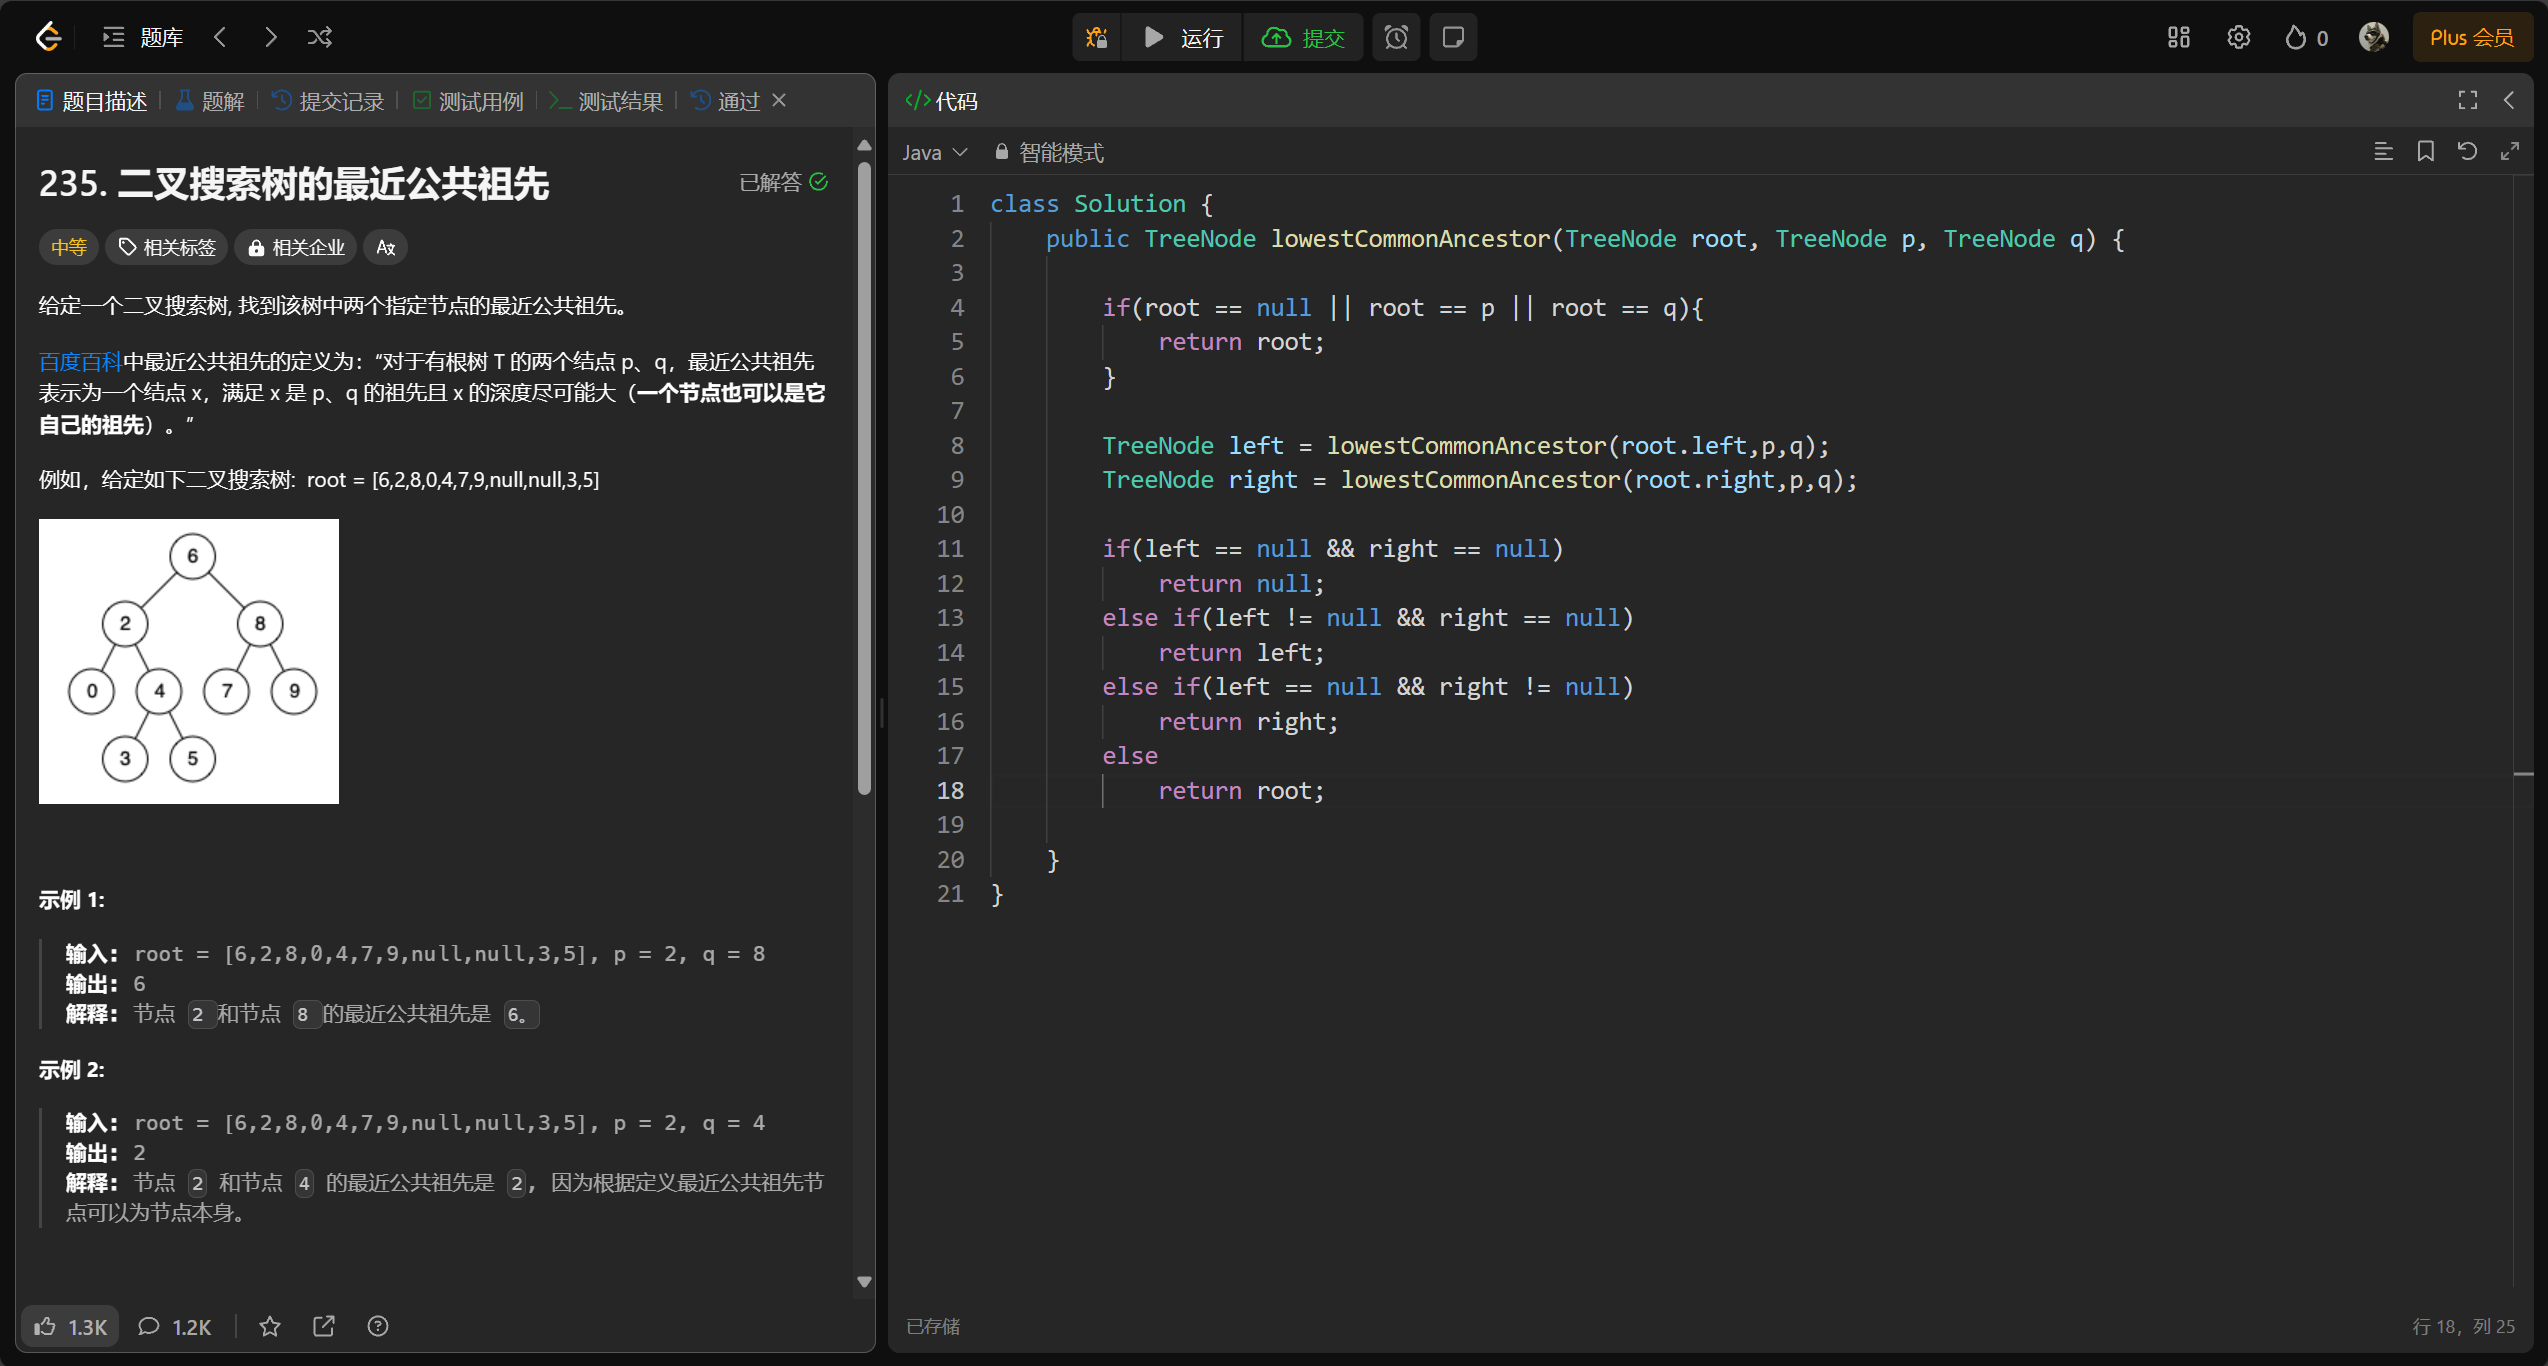 题库
运行
提交
0
Plus 会员
题目描述
题解
提交记录
测试用例
测试结果
通过
235. 二叉搜索树的最近公共祖先
已解答
中等
相关标签
相关企业
给定一个二叉搜索树, 找到该树中两个指定节点的最近公共祖先。
百度百科中最近公共祖先的定义为：“对于有根树 T 的两个结点 p、q，最近公共祖先
表示为一个结点 x，满足 x 是 p、q 的祖先且 x 的深度尽可能大（一个节点也可以是它
自己的祖先）。”
例如，给定如下二叉搜索树:  root = [6,2,8,0,4,7,9,null,null,3,5]
6
2 8
0 4 7 9
3 5
示例 1:
输入: root = [6,2,8,0,4,7,9,null,null,3,5], p = 2, q = 8
输出: 6
解释: 节点 2 和节点 8 的最近公共祖先是 6。
示例 2:
输入: root = [6,2,8,0,4,7,9,null,null,3,5], p = 2, q = 4
输出: 2
解释: 节点 2 和节点 4 的最近公共祖先是 2, 因为根据定义最近公共祖先节
点可以为节点本身。
1.3K
1.2K
</> 代码
Java
智能模式
1 class Solution {
2     public TreeNode lowestCommonAncestor(TreeNode root, TreeNode p, TreeNode q) {
3
4         if(root == null || root == p || root == q){
5             return root;
6         }
7
8         TreeNode left = lowestCommonAncestor(root.left,p,q);
9         TreeNode right = lowestCommonAncestor(root.right,p,q);
10
11         if(left == null && right == null)
12             return null;
13         else if(left != null && right == null)
14             return left;
15         else if(left == null && right != null)
16             return right;
17         else
18             return root;
19
20     }
21 }
已存储
行 18，列 25